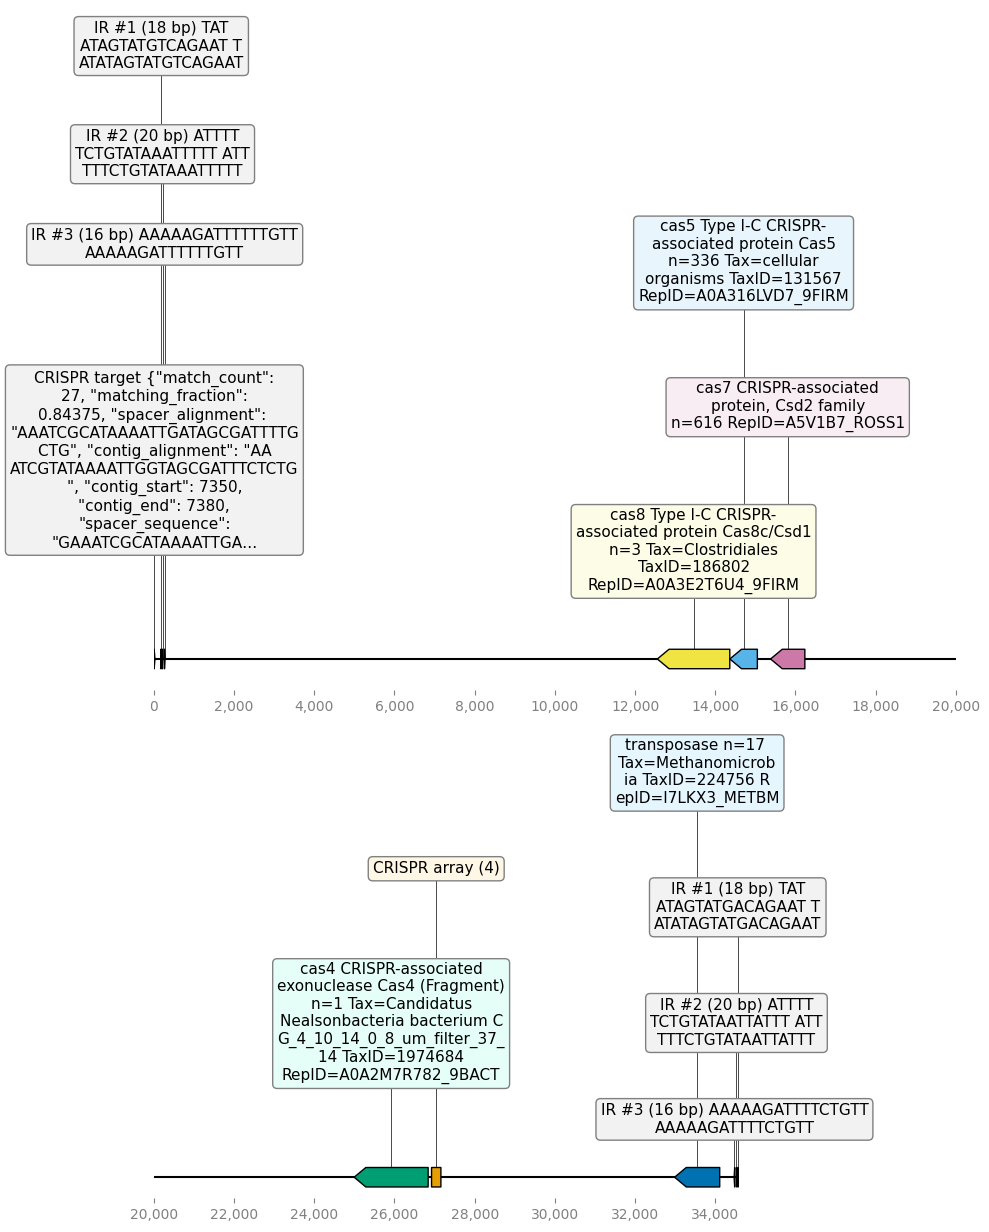 IR #1 (18 bp) TAT
ATAGTATGTCAGAAT T
ATATAGTATGTCAGAAT
IR #2 (20 bp) ATTTT
TCTGTATAAATTTTT ATT
TTTCTGTATAAATTTTT
IR #3 (16 bp) AAAAAGATTTTTTGTT
AAAAAGATTTTTTGTT
CRISPR target {"match_count":
27, "matching_fraction":
0.84375, "spacer_alignment":
"AAATCGCATAAAATTGATAGCGATTTTG
CTG", "contig_alignment": "AA
ATCGTATAAAATTGGTAGCGATTTCTCTG
", "contig_start": 7350,
"contig_end": 7380,
"spacer_sequence":
"GAAATCGCATAAAATTGA...
cas5 Type I-C CRISPR-
associated protein Cas5
n=336 Tax=cellular
organisms TaxID=131567
RepID=A0A316LVD7_9FIRM
cas7 CRISPR-associated
protein, Csd2 family
n=616 RepID=A5V1B7_ROSS1
cas8 Type I-C CRISPR-
associated protein Cas8c/Csd1
n=3 Tax=Clostridiales
TaxID=186802
RepID=A0A3E2T6U4_9FIRM
0 2,000 4,000 6,000 8,000 10,000 12,000 14,000 16,000 18,000 20,000
transposase n=17
Tax=Methanomicrob
ia TaxID=224756 R
epID=I7LKX3_METBM
CRISPR array (4)
IR #1 (18 bp) TAT
ATAGTATGACAGAAT T
ATATAGTATGACAGAAT
cas4 CRISPR-associated
exonuclease Cas4 (Fragment)
n=1 Tax=Candidatus
Nealsonbacteria bacterium C
G_4_10_14_0_8_um_filter_37_
14 TaxID=1974684
RepID=A0A2M7R782_9BACT
IR #2 (20 bp) ATTTT
TCTGTATAATTATTT ATT
TTTCTGTATAATTATTT
IR #3 (16 bp) AAAAAGATTTTCTGTT
AAAAAGATTTTCTGTT
20,000 22,000 24,000 26,000 28,000 30,000 32,000 34,000